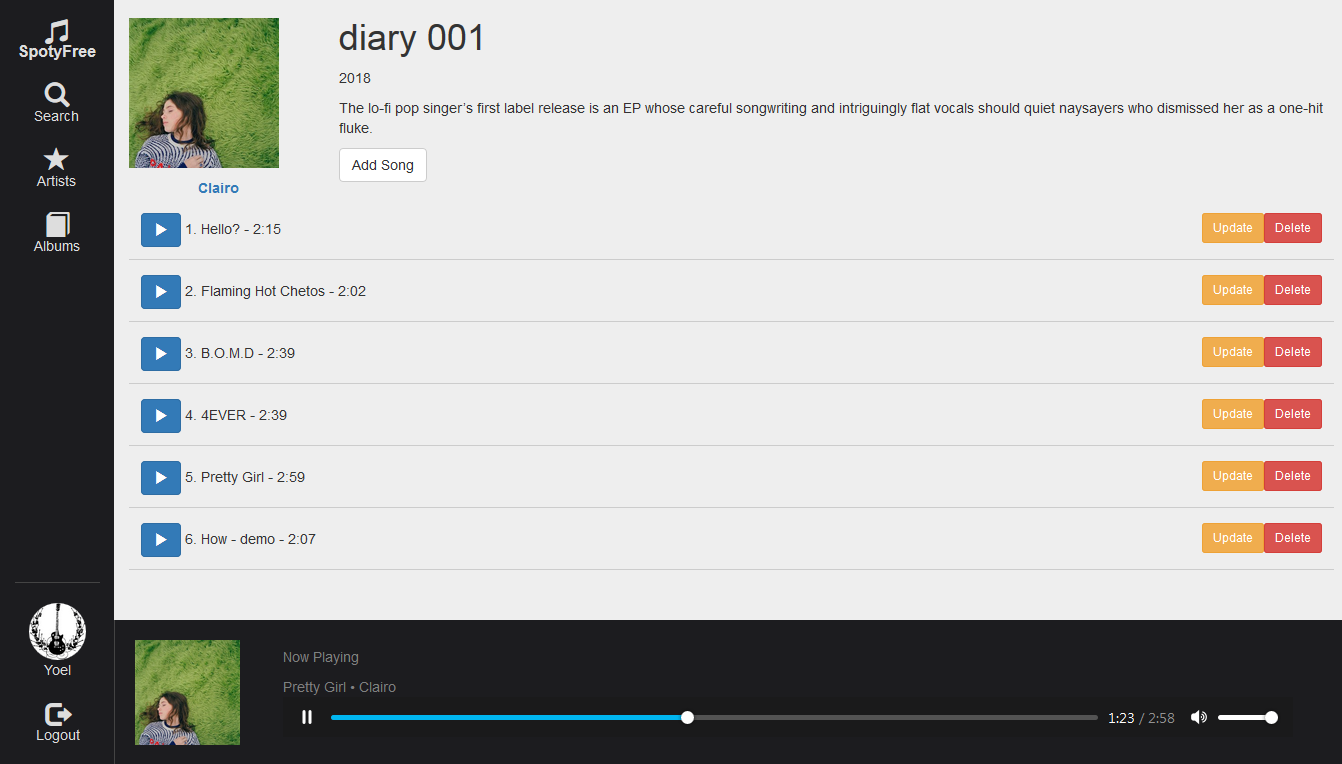 SpotyFree
Search
Artists
Albums
Yoel
Logout
diary 001
2018
The lo-fi pop singer’s first label release is an EP whose careful songwriting and intriguingly flat vocals should quiet naysayers who dismissed her as a one-hit
fluke.
Add Song
Clairo
1. Hello? - 2:15 Update Delete
2. Flaming Hot Chetos - 2:02 Update Delete
3. B.O.M.D - 2:39 Update Delete
4. 4EVER - 2:39 Update Delete
5. Pretty Girl - 2:59 Update Delete
6. How - demo - 2:07 Update Delete
Now Playing
Pretty Girl • Clairo
1:23 / 2:58